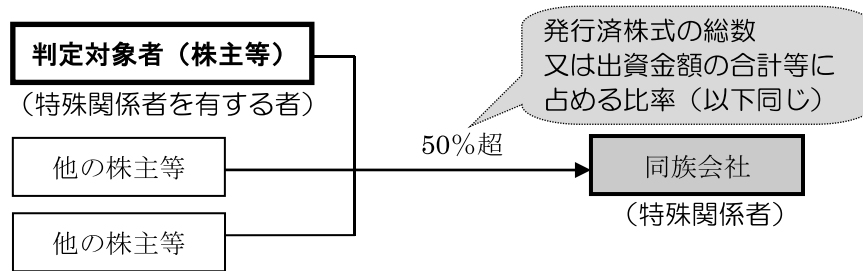 判定対象者（株主等）
（特殊関係者を有する者）
他の株主等
他の株主等
発行済株式の総数
又は出資金額の合計等に
占める比率（以下同じ）
50％超
同族会社
（特殊関係者）